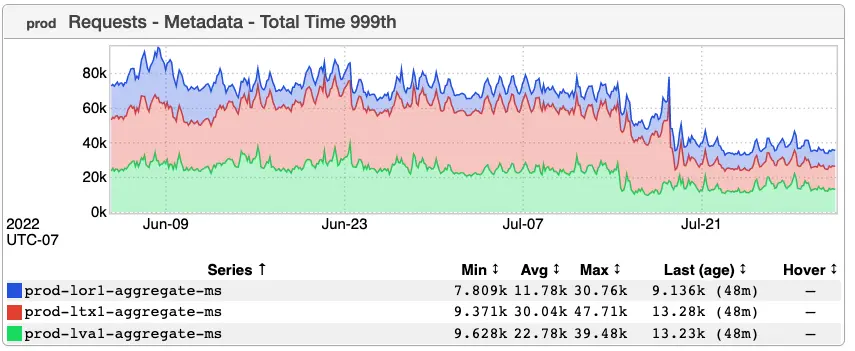 prod Requests - Metadata - Total Time 999th
80k
60k
40k
20k
0k
2022
UTC-07
Jun-09 Jun-23 Jul-07 Jul-21
Series ↑ Min ↕ Avg ↕ Max ↕ Last (age) ↕ Hover ↕
prod-lor1-aggregate-ms 7.809k 11.78k 30.76k 9.136k (48m) –
prod-ltx1-aggregate-ms 9.371k 30.04k 47.71k 13.28k (48m) –
prod-lva1-aggregate-ms 9.628k 22.78k 39.48k 13.23k (48m) –